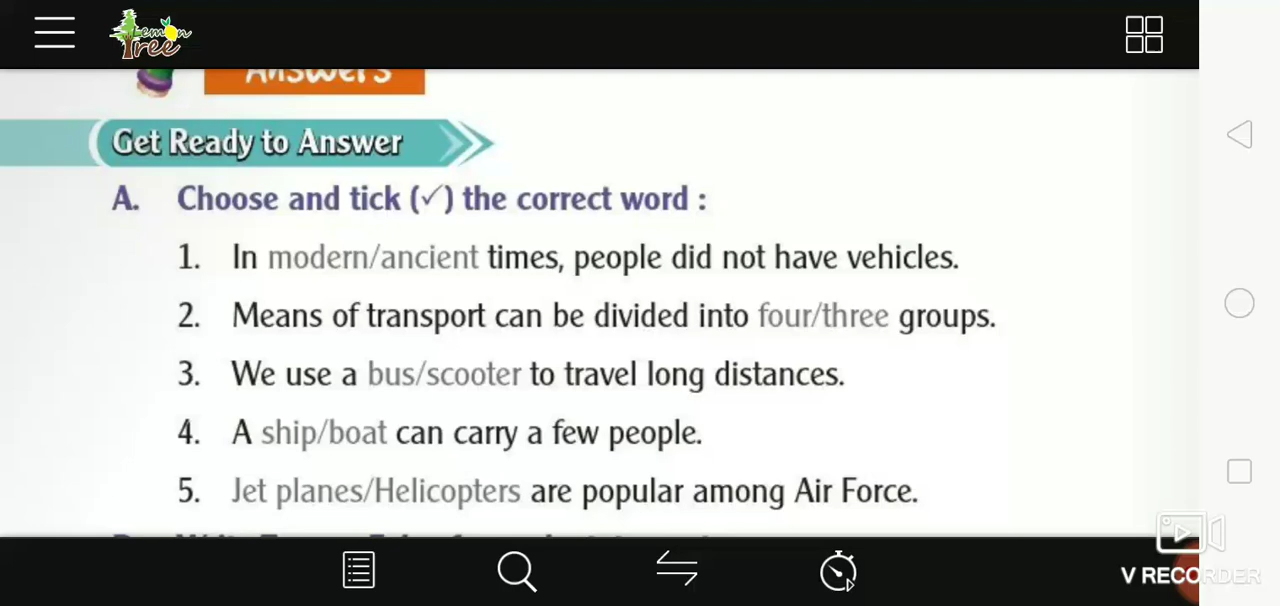 Lemon
Tree
Answers
Get Ready to Answer
A. Choose and tick (✓) the correct word :
1. In modern/ancient times, people did not have vehicles.
2. Means of transport can be divided into four/three groups.
3. We use a bus/scooter to travel long distances.
4. A ship/boat can carry a few people.
5. Jet planes/Helicopters are popular among Air Force.
V RECORDER